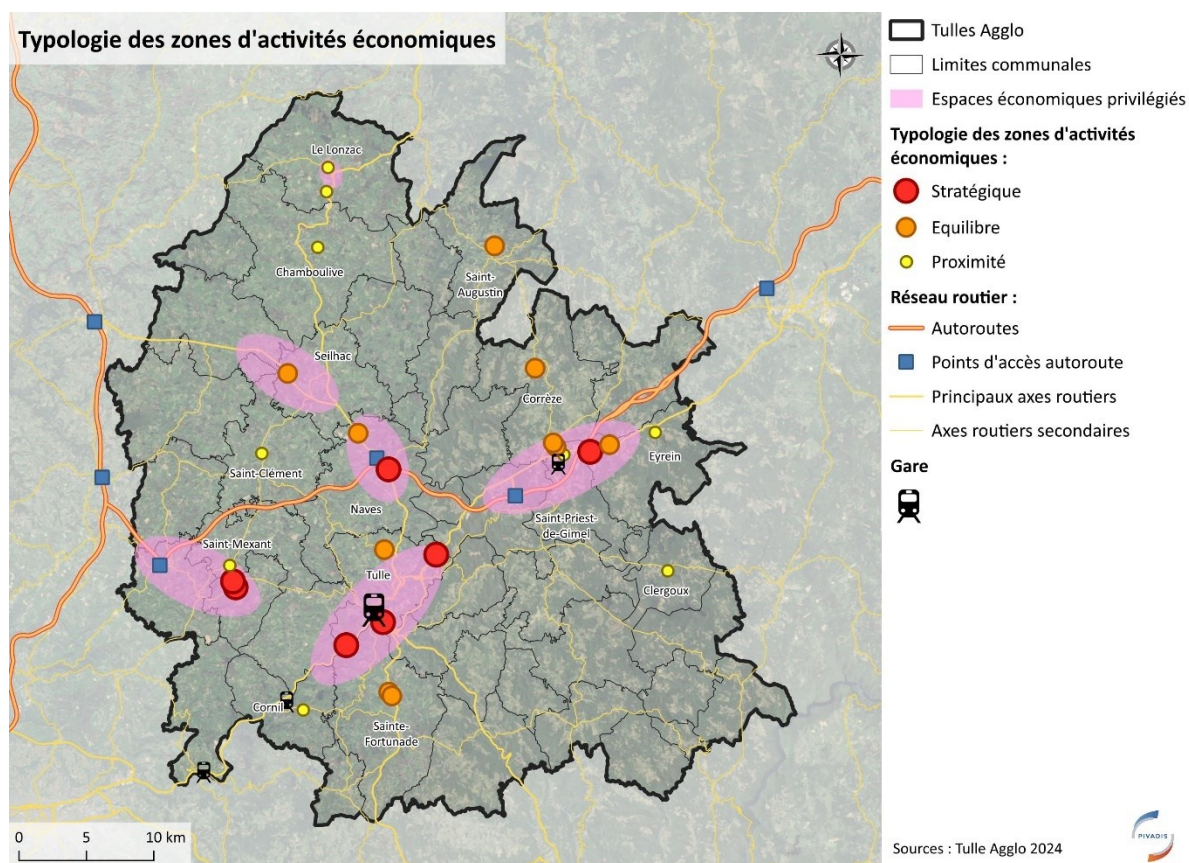 Typologie des zones d'activités économiques
Le Lonzac
Chamboulive
Saint-
Augustin
Seilhac
Corrèze
Saint-Clément
Eyrein
Naves
Saint-Priest-
de-Gimel
Saint-Mexant
Tulle
Clergoux
Cornil
Sainte-
Fortunade
0 5 10 km
Tulles Agglo
Limites communales
Espaces économiques privilégiés
Typologie des zones d'activités
économiques :
Stratégique
Equilibre
Proximité
Réseau routier :
Autoroutes
Points d'accès autoroute
Principaux axes routiers
Axes routiers secondaires
Gare
Sources : Tulle Agglo 2024
PIVADIS